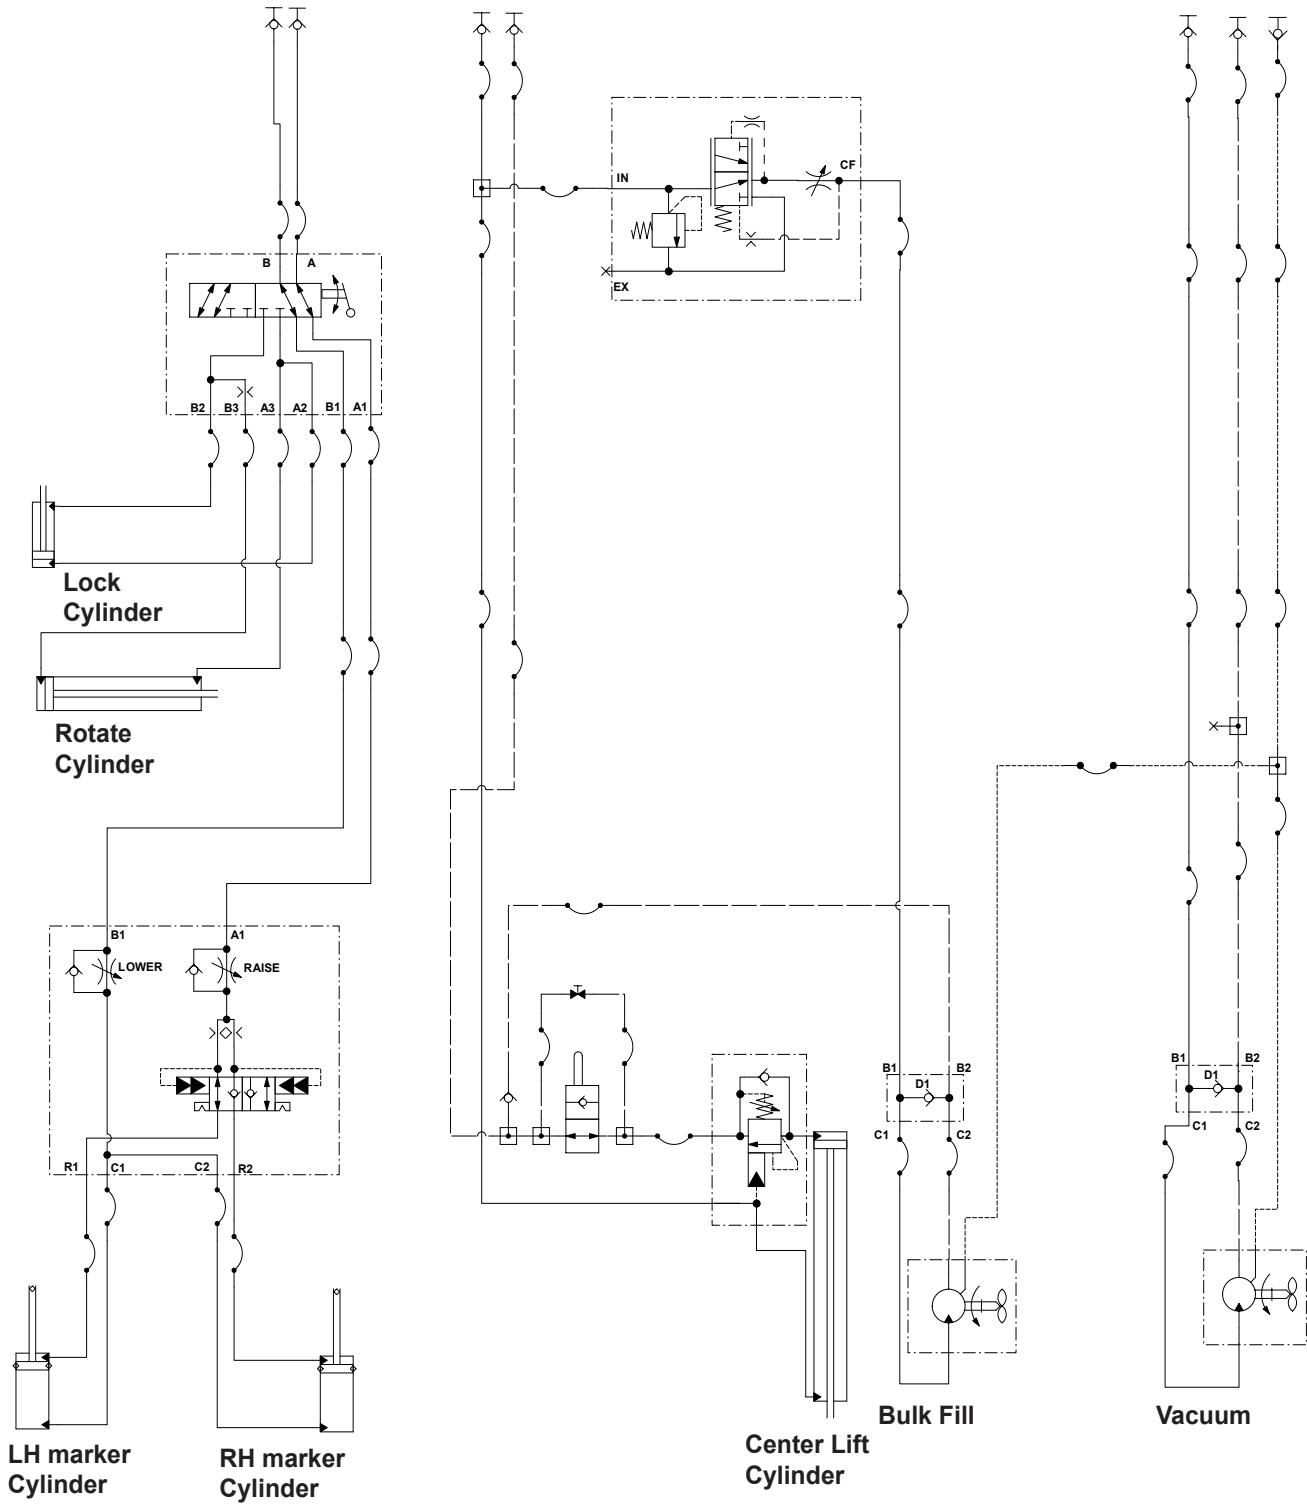 IN
CF
EX
B A
B2 B3 A3 A2 B1 A1
Lock
Cylinder
Rotate
Cylinder
B1 A1
LOWER RAISE
R1 C1 C2 R2
LH marker
Cylinder
RH marker
Cylinder
Center Lift
Cylinder
B1 B2
D1
C1 C2
Bulk Fill
B1 B2
D1
C1 C2
Vacuum